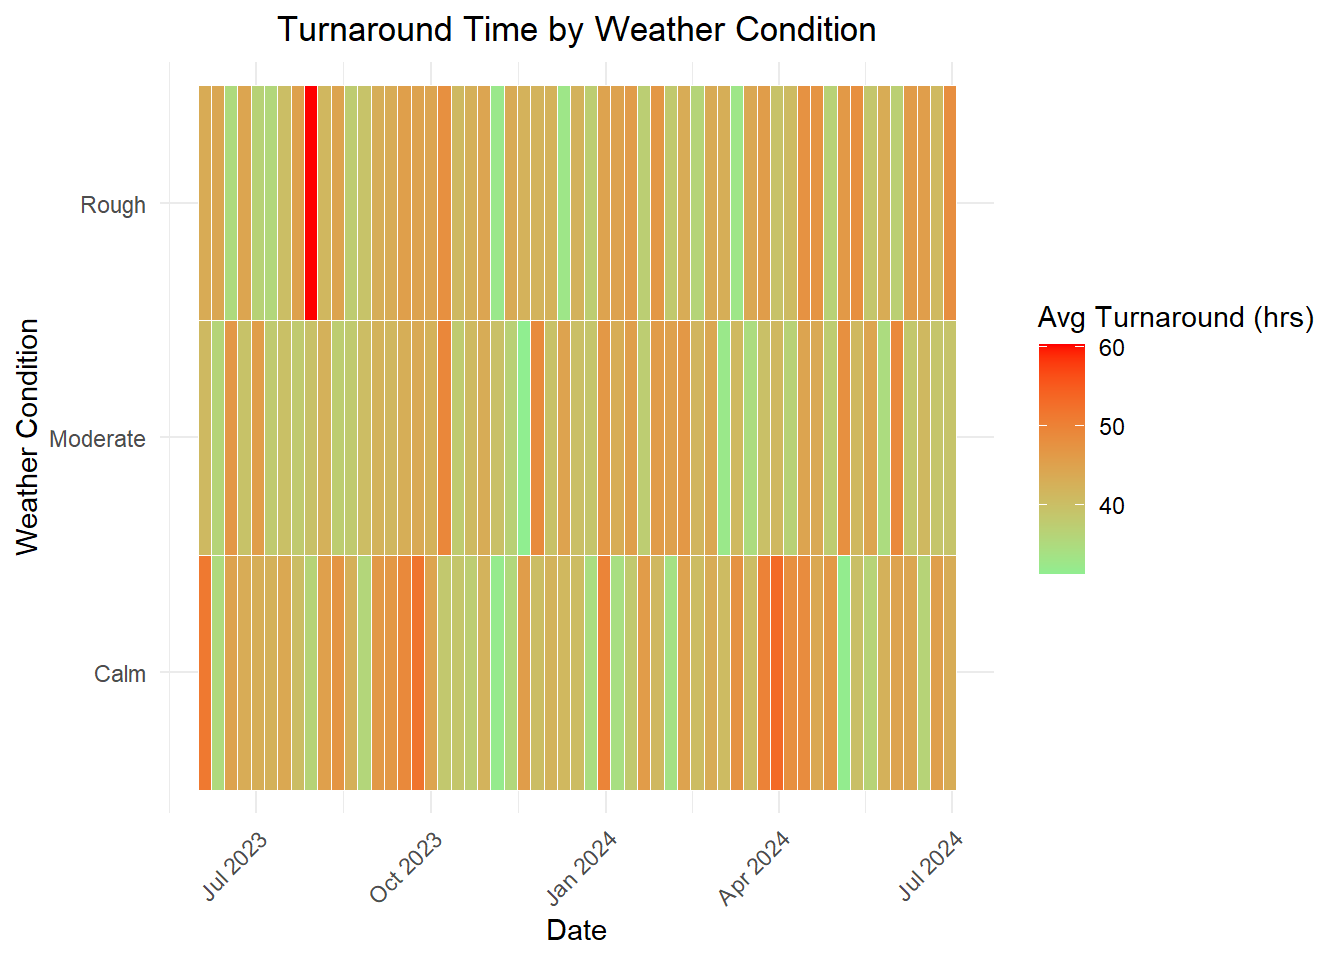 Turnaround Time by Weather Condition
Weather Condition
Rough
Moderate
Calm
Jul 2023
Oct 2023
Jan 2024
Apr 2024
Jul 2024
Date
Avg Turnaround (hrs)
60
50
40